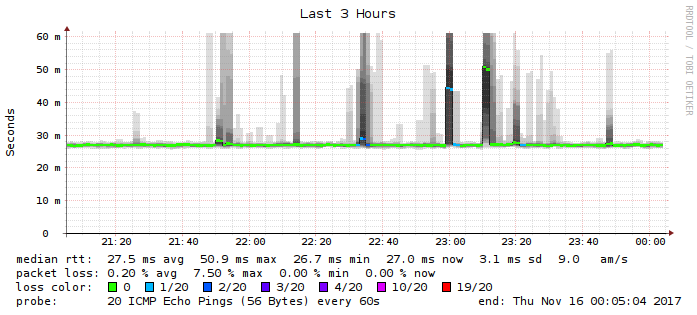 Last 3 Hours
RRDTOOL / TOBI OETIKER
Seconds
60 m
50 m
40 m
30 m
20 m
10 m
0
21:20 21:40 22:00 22:20 22:40 23:00 23:20 23:40 00:00
median rtt: 27.5 ms avg 50.9 ms max 26.7 ms min 27.0 ms now 3.1 ms sd 9.0 am/s
packet loss: 0.20 % avg 7.50 % max 0.00 % min 0.00 % now
loss color: 0 1/20 2/20 3/20 4/20 10/20 19/20
probe: 20 ICMP Echo Pings (56 Bytes) every 60s end: Thu Nov 16 00:05:04 2017